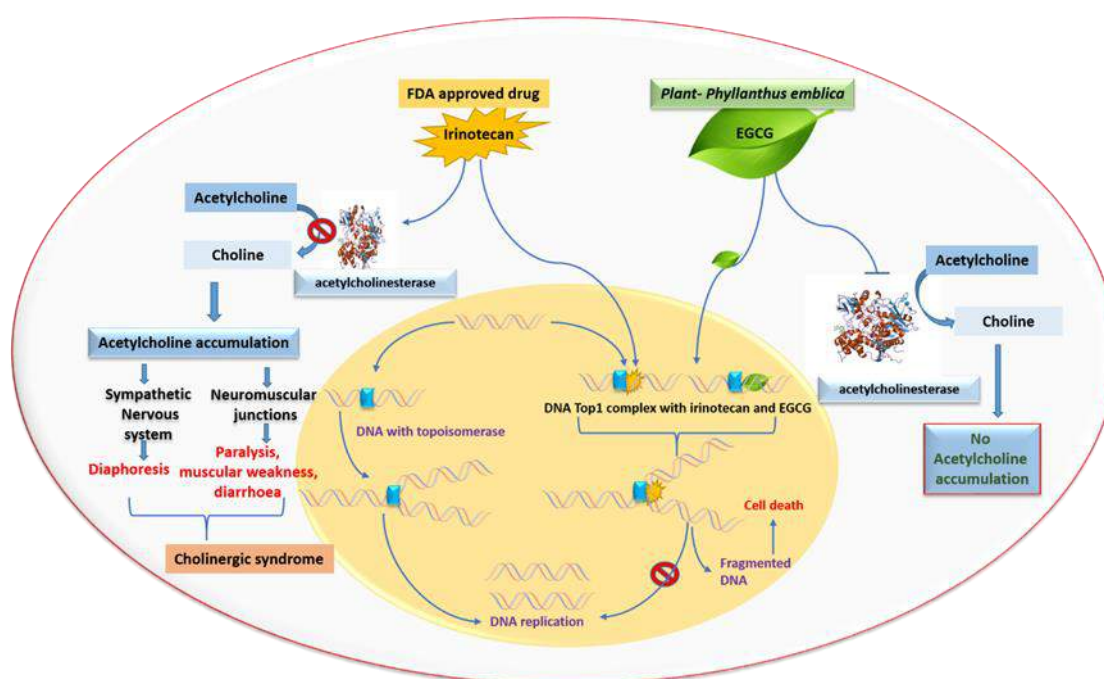 FDA approved drug
Irinotecan
Plant- Phyllanthus emblica
EGCG
Acetylcholine
Choline
acetylcholinesterase
Acetylcholine accumulation
Sympathetic
Nervous
system
Neuromuscular
junctions
Diaphoresis
Paralysis,
muscular weakness,
diarrhoea
Cholinergic syndrome
DNA with topoisomerase
DNA Top1 complex with irinotecan and EGCG
Cell death
Fragmented
DNA
DNA replication
Acetylcholine
Choline
acetylcholinesterase
No
Acetylcholine
accumulation